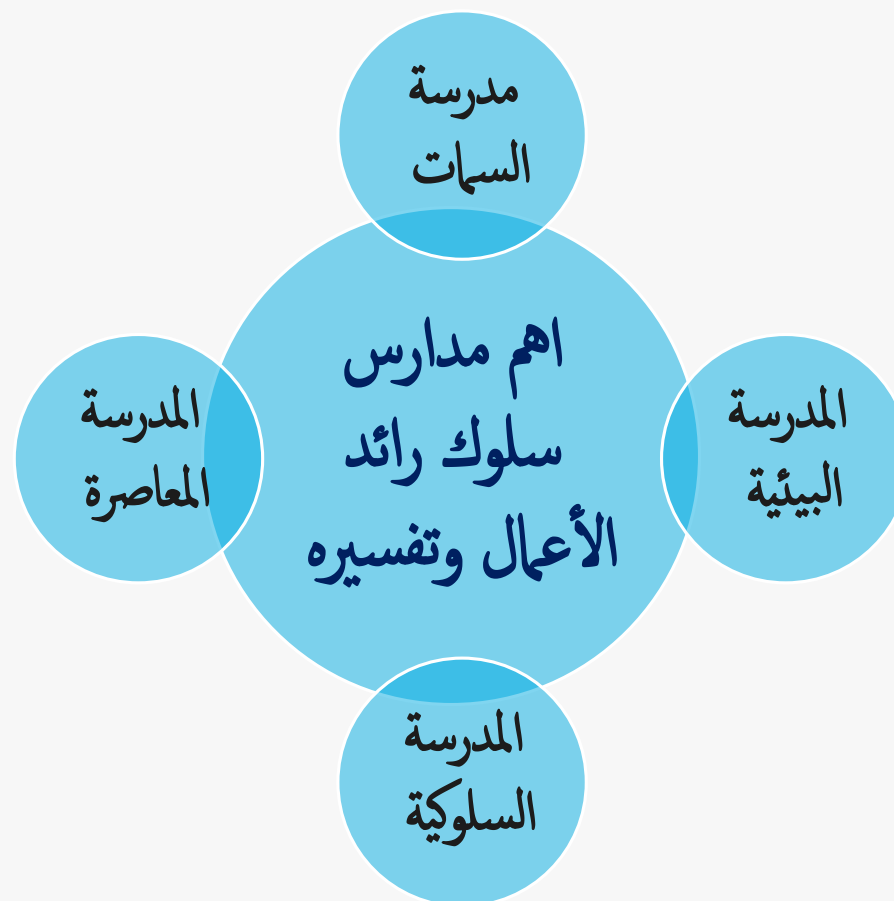 مدرسة
السمات
اهم مدارس
سلوك رائد
الأعمال وتفسيره
المدرسة
البيئية
المدرسة
السلوكية
المدرسة
المعاصرة